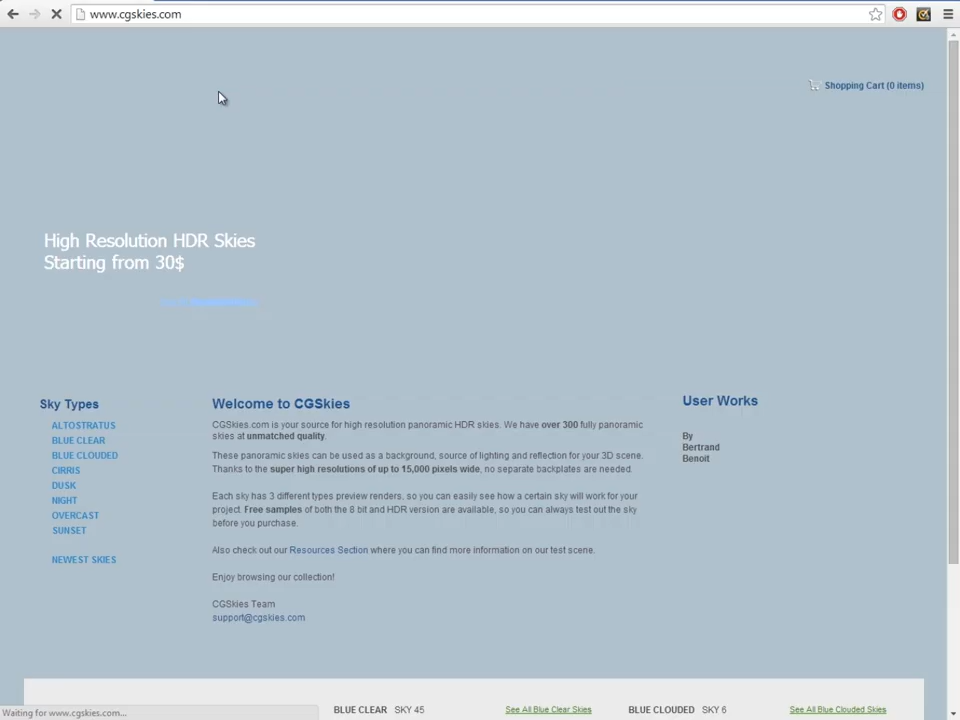 www.cgskies.com
Shopping Cart (0 items)
High Resolution HDR Skies
Starting from 30$
Sky Types
ALTOSTRATUS
BLUE CLEAR
BLUE CLOUDED
CIRRIS
DUSK
NIGHT
OVERCAST
SUNSET
NEWEST SKIES
Welcome to CGSkies
CGSkies.com is your source for high resolution panoramic HDR skies. We have over 300 fully panoramic
skies at unmatched quality.
These panoramic skies can be used as a background, source of lighting and reflection for your 3D scene.
Thanks to the super high resolutions of up to 15,000 pixels wide, no separate backplates are needed.
Each sky has 3 different types preview renders, so you can easily see how a certain sky will work for your
project. Free samples of both the 8 bit and HDR version are available, so you can always test out the sky
before you purchase.
Also check out our Resources Section where you can find more information on our test scene.
Enjoy browsing our collection!
CGSkies Team
support@cgskies.com
User Works
By
Bertrand
Benoit
BLUE CLEAR SKY 45 See All Blue Clear Skies BLUE CLOUDED SKY 6 See All Blue Clouded Skies
Waiting for www.cgskies.com...